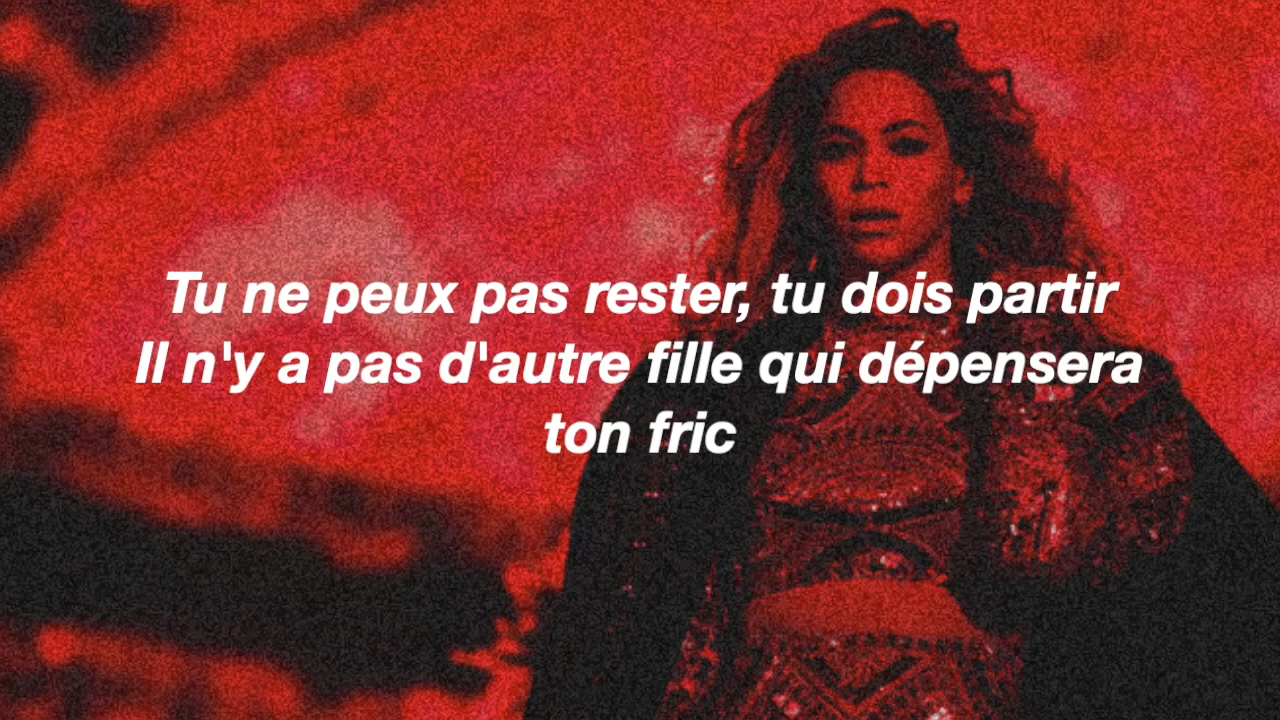 Tu ne peux pas rester, tu dois partir
Il n'y a pas d'autre fille qui dépensera
ton fric